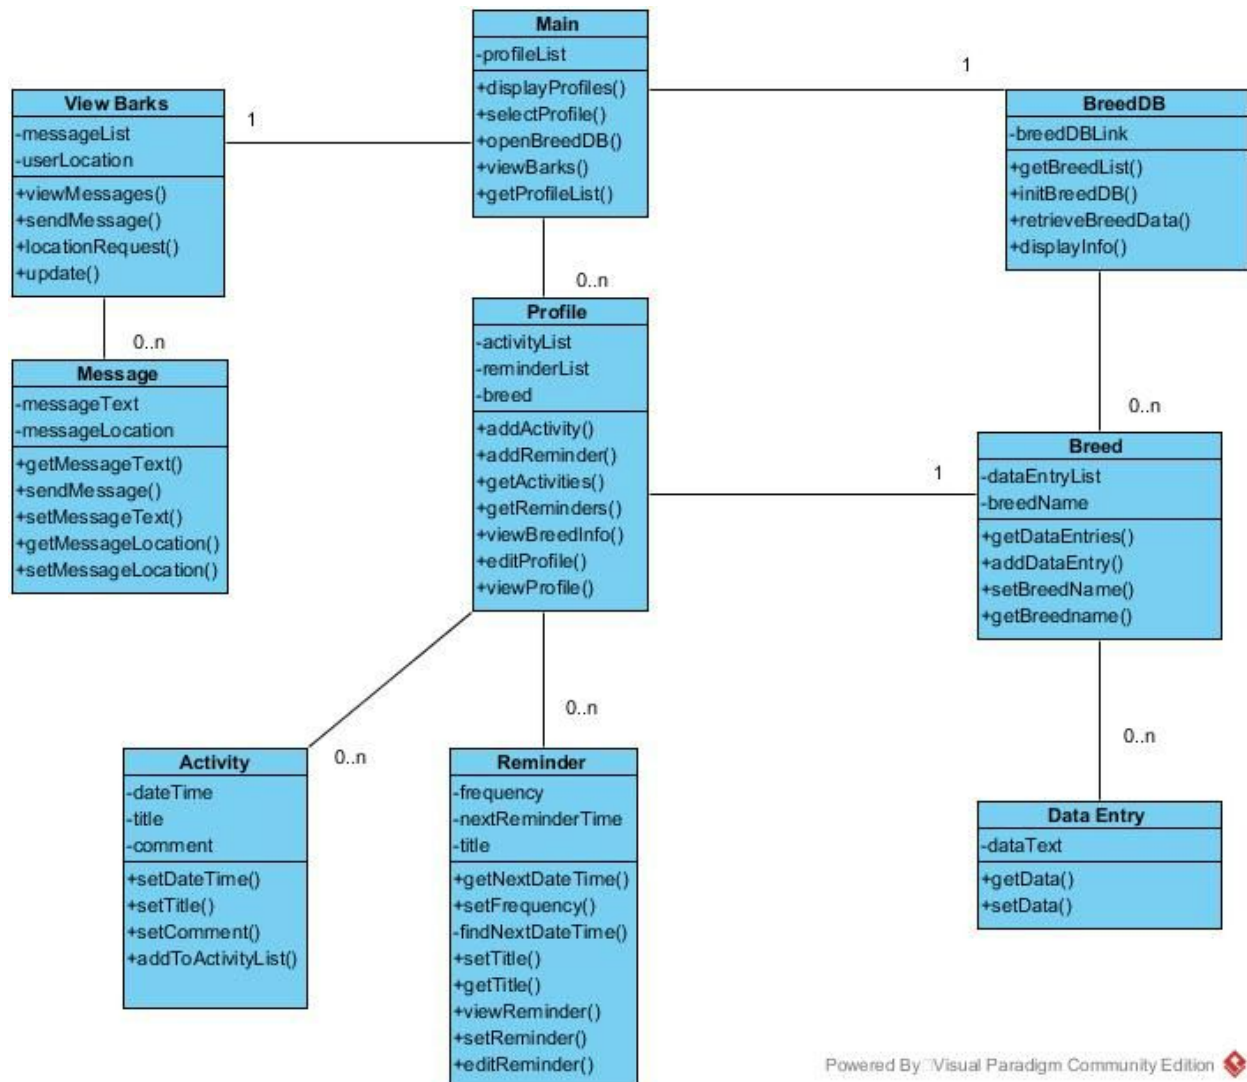 Main
-profileList
+displayProfiles()
+selectProfile()
+openBreedDB()
+viewBarks()
+getProfileList()
1
1
View Barks
-messageList
-userLocation
+viewMessages()
+sendMessage()
+locationRequest()
+update()
BreedDB
-breedDBLink
+getBreedList()
+initBreedDB()
+retrieveBreedData()
+displayInfo()
0..n
0..n
Message
-messageText
-messageLocation
+getMessageText()
+sendMessage()
+setMessageText()
+getMessageLocation()
+setMessageLocation()
Profile
-activityList
-reminderList
-breed
+addActivity()
+addReminder()
+getActivities()
+getReminders()
+viewBreedInfo()
+editProfile()
+viewProfile()
0..n
1
Breed
-dataEntryList
-breedName
+getDataEntries()
+addDataEntry()
+setBreedName()
+getBreedname()
0..n
0..n
0..n
Activity
-dateTime
-title
-comment
+setDateTime()
+setTitle()
+setComment()
+addToActivityList()
Reminder
-frequency
-nextReminderTime
-title
+getNextDateTime()
+setFrequency()
-findNextDateTime()
+setTitle()
+getTitle()
+viewReminder()
+setReminder()
+editReminder()
Data Entry
-dataText
+getData()
+setData()
Powered By Visual Paradigm Community Edition